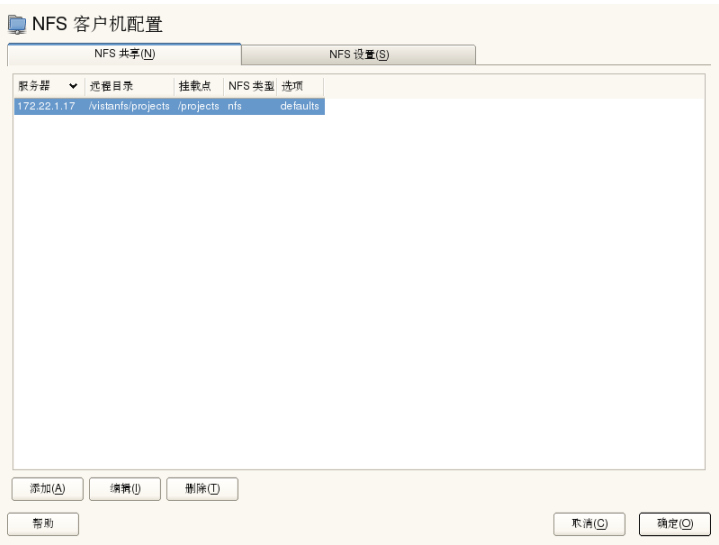 NFS 客户机配置
NFS 共享(N) NFS 设置(S)
服务器 远程目录 挂载点 NFS 类型 选项
172.22.1.17 /vistanfs/projects /projects nfs defaults
添加(A) 编辑(I) 删除(T)
帮助 取消(C) 确定(O)